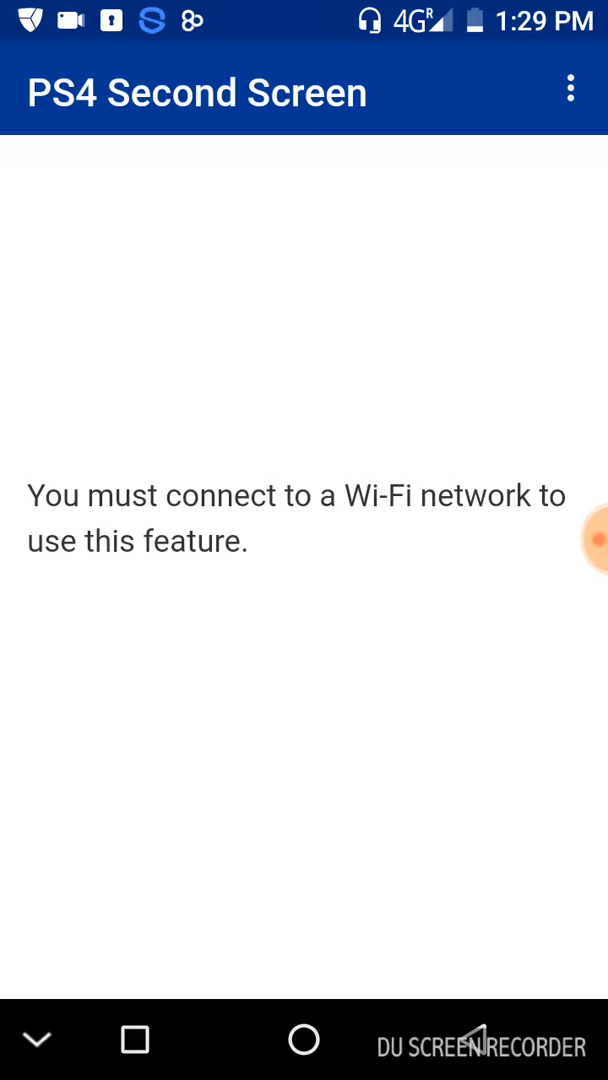 4G R 1:29 PM
PS4 Second Screen
You must connect to a Wi-Fi network to
use this feature.
DU SCREEN RECORDER